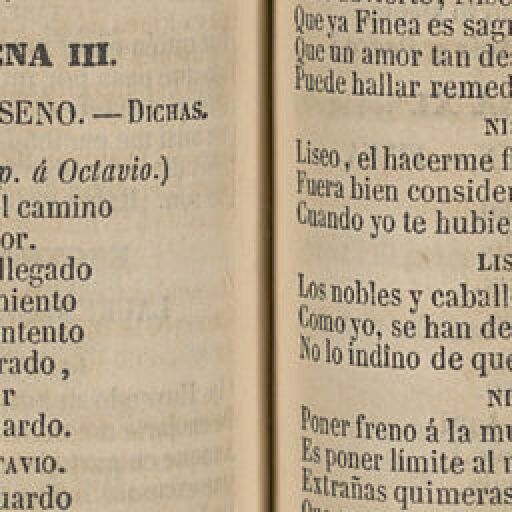 ENA III.
SENO. — DICHAS.
p. á Octavio.)
l camino
or.
llegado
miento
ntento
rado,
r
ardo.
TAVIO.
uardo
Que ya Finea es sagr
Que un amor tan des
Puede hallar remed
NI
Liseo, el hacerme f
Fuera bien consider
Cuando yo te hubie
LIS
Los nobles y caball
Como yo, se han de
No lo indino de que
NI
Poner freno á la mu
Es poner límite al
Extrañas quimeras